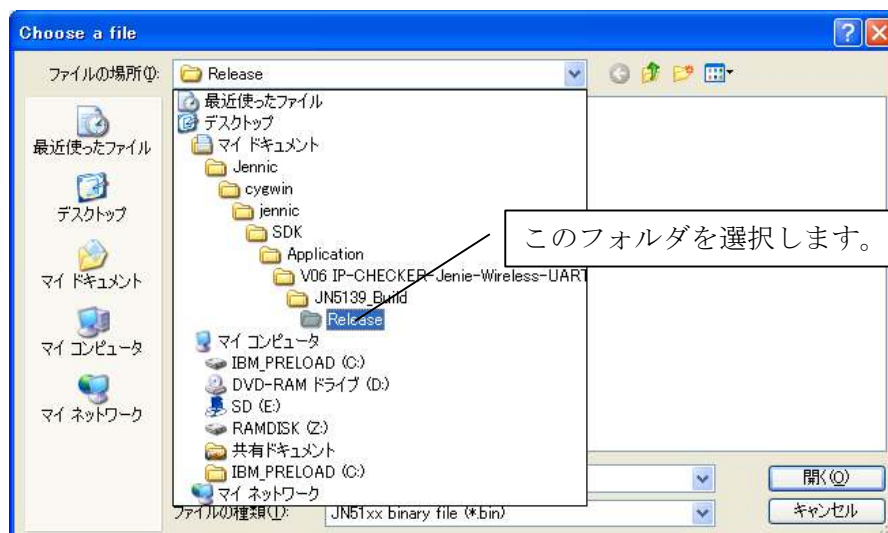 Choose a file
ファイルの場所(I):
Release
最近使ったファイル
デスクトップ
マイ ドキュメント
マイ コンピュータ
マイ ネットワーク
最近使ったファイル
デスクトップ
マイ ドキュメント
Jennic
cygwin
jennic
SDK
Application
V06 IP-CHECKER-Jenie-Wireless-UART
JN5139_Build
Release
マイ コンピュータ
IBM_PRELOAD (C:)
DVD-RAM ドライブ (D:)
SD (E:)
RAMDISK (Z:)
共有ドキュメント
IBM_PRELOAD (C:)
マイ ネットワーク
このフォルダを選択します。
開く(O)
ファイルの種類(T):
JN51xx binary file (*.bin)
キャンセル